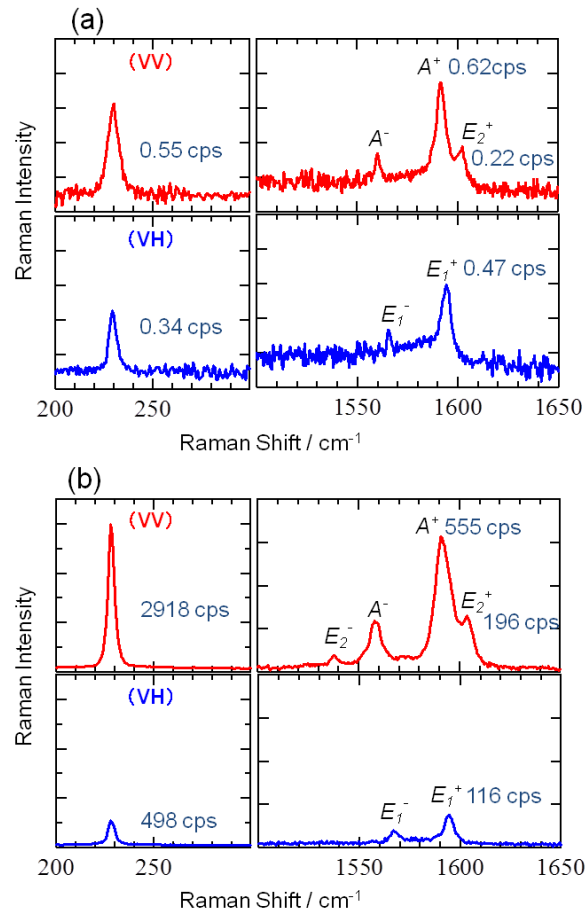 (a)
(VV)
0.55 cps
A⁺ 0.62cps
A⁻
E₂⁺
0.22 cps
(VH)
0.34 cps
E₁⁻
E₁⁺ 0.47 cps
Raman Intensity
200 250
1550 1600 1650
Raman Shift / cm⁻¹
(b)
(VV)
2918 cps
A⁺ 555 cps
E₂⁻
A⁻
E₂⁺
196 cps
(VH)
498 cps
E₁⁻
E₁⁺ 116 cps
Raman Intensity
200 250
1550 1600 1650
Raman Shift / cm⁻¹